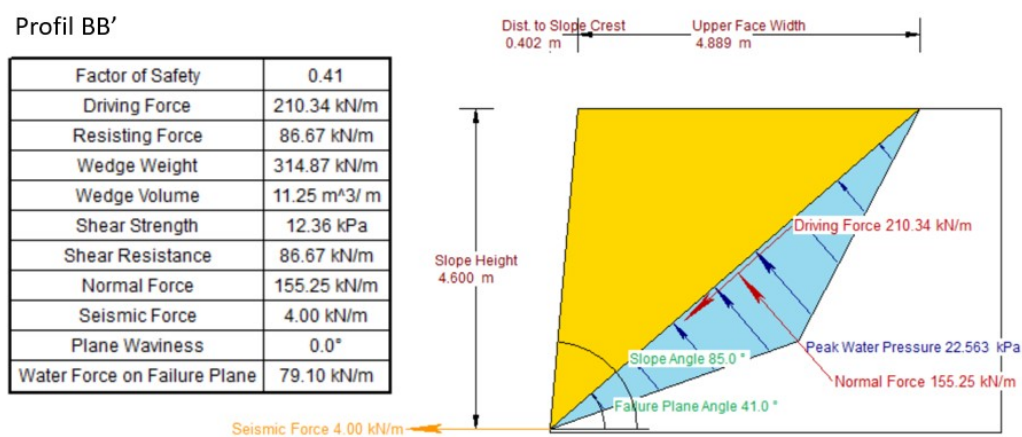 Profil BB’
Factor of Safety 0.41
Driving Force 210.34 kN/m
Resisting Force 86.67 kN/m
Wedge Weight 314.87 kN/m
Wedge Volume 11.25 m^3/ m
Shear Strength 12.36 kPa
Shear Resistance 86.67 kN/m
Normal Force 155.25 kN/m
Seismic Force 4.00 kN/m
Plane Waviness 0.0°
Water Force on Failure Plane 79.10 kN/m
Dist. to Slope Crest
0.402 m
Upper Face Width
4.889 m
Slope Height
4.600 m
Driving Force 210.34 kN/m
Slope Angle 85.0 °
Peak Water Pressure 22.563 kPa
Normal Force 155.25 kN/m
Failure Plane Angle 41.0 °
Seismic Force 4.00 kN/m